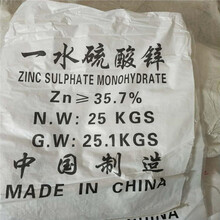 一水硫酸锌
ZINC SULPHATE MONOHYDRATE
Zn≥35.7%
N.W: 25 KGS
G.W: 25.1KGS
中国制造
MADE IN CHINA